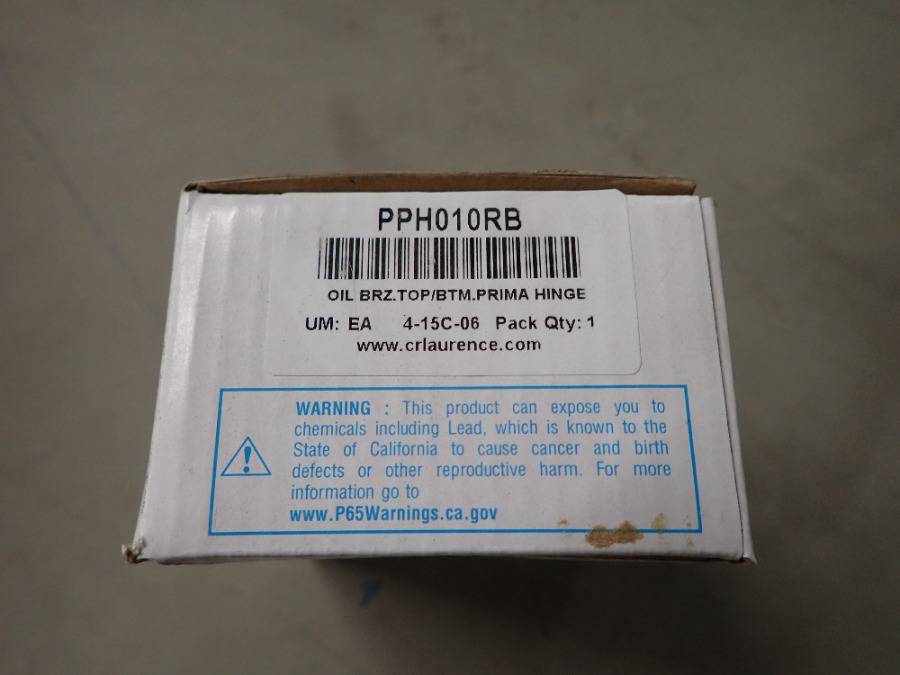 PPH010RB
OIL BRZ.TOP/BTM.PRIMA HINGE
UM: EA 4-15C-06 Pack Qty: 1
www.crlaurence.com
WARNING : This product can expose you to
chemicals including Lead, which is known to the
State of California to cause cancer and birth
defects or other reproductive harm. For more
information go to
www.P65Warnings.ca.gov